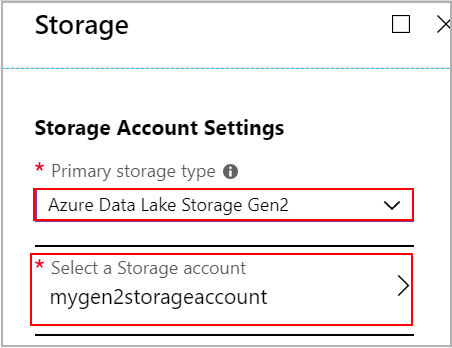 Storage
Storage Account Settings
* Primary storage type
Azure Data Lake Storage Gen2
* Select a Storage account
mygen2storageaccount